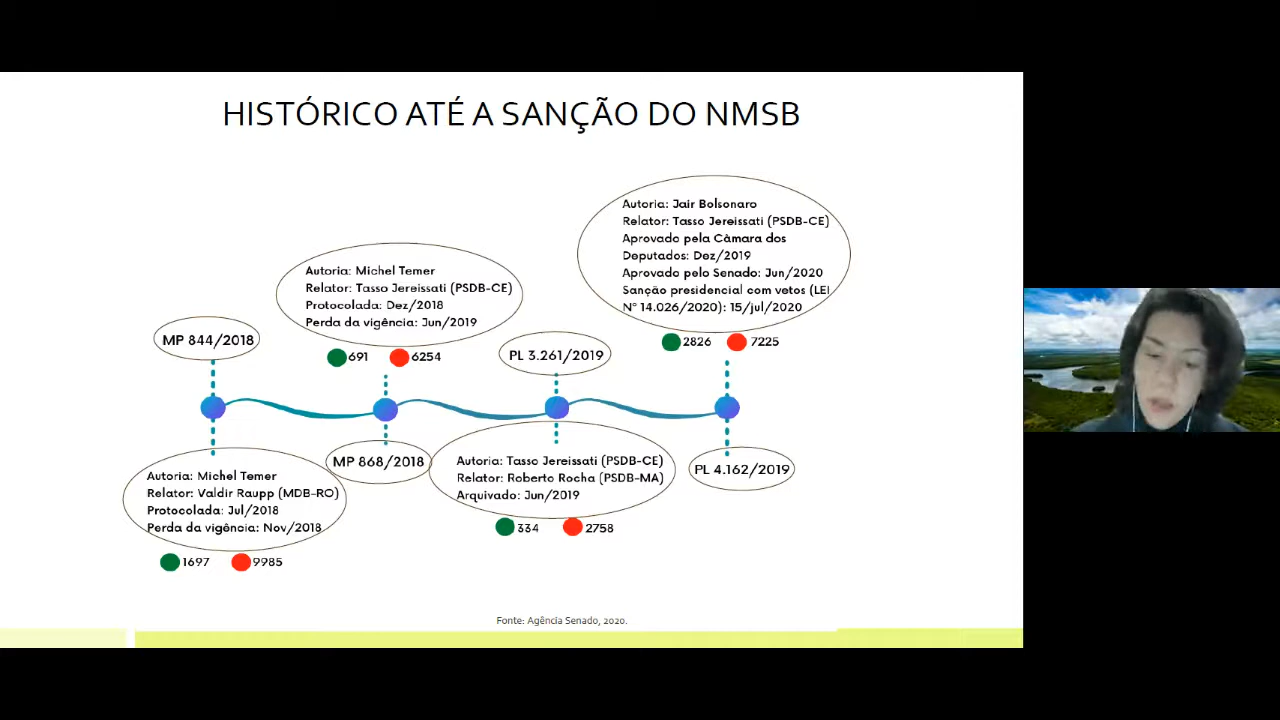 HISTÓRICO ATÉ A SANÇÃO DO NMSB
MP 844/2018
Autoria: Michel Temer
Relator: Valdir Raupp (MDB-RO)
Protocolada: Jul/2018
Perda da vigência: Nov/2018
1697
9985
Autoria: Michel Temer
Relator: Tasso Jereissati (PSDB-CE)
Protocolada: Dez/2018
Perda da vigência: Jun/2019
691
6254
MP 868/2018
PL 3.261/2019
Autoria: Tasso Jereissati (PSDB-CE)
Relator: Roberto Rocha (PSDB-MA)
Arquivado: Jun/2019
334
2758
Autoria: Jair Bolsonaro
Relator: Tasso Jereissati (PSDB-CE)
Aprovado pela Câmara dos
Deputados: Dez/2019
Aprovado pelo Senado: Jun/2020
Sanção presidencial com vetos (LEI
Nº 14.026/2020): 15/jul/2020
2826
7225
PL 4.162/2019
Fonte: Agência Senado, 2020.